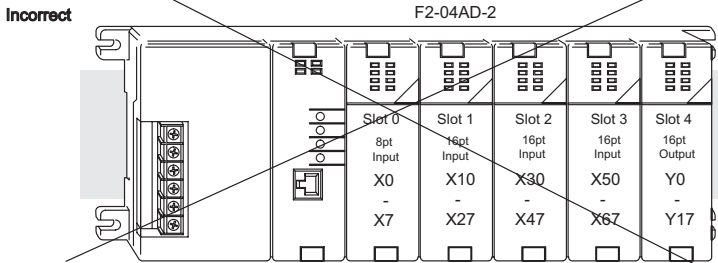 Incorrect
F2-04AD-2
Slot 0
8pt
Input
X0
-
X7
Slot 1
16pt
Input
X10
-
X27
Slot 2
16pt
Input
X30
-
X47
Slot 3
16pt
Input
X50
-
X67
Slot 4
16pt
Output
Y0
-
Y17